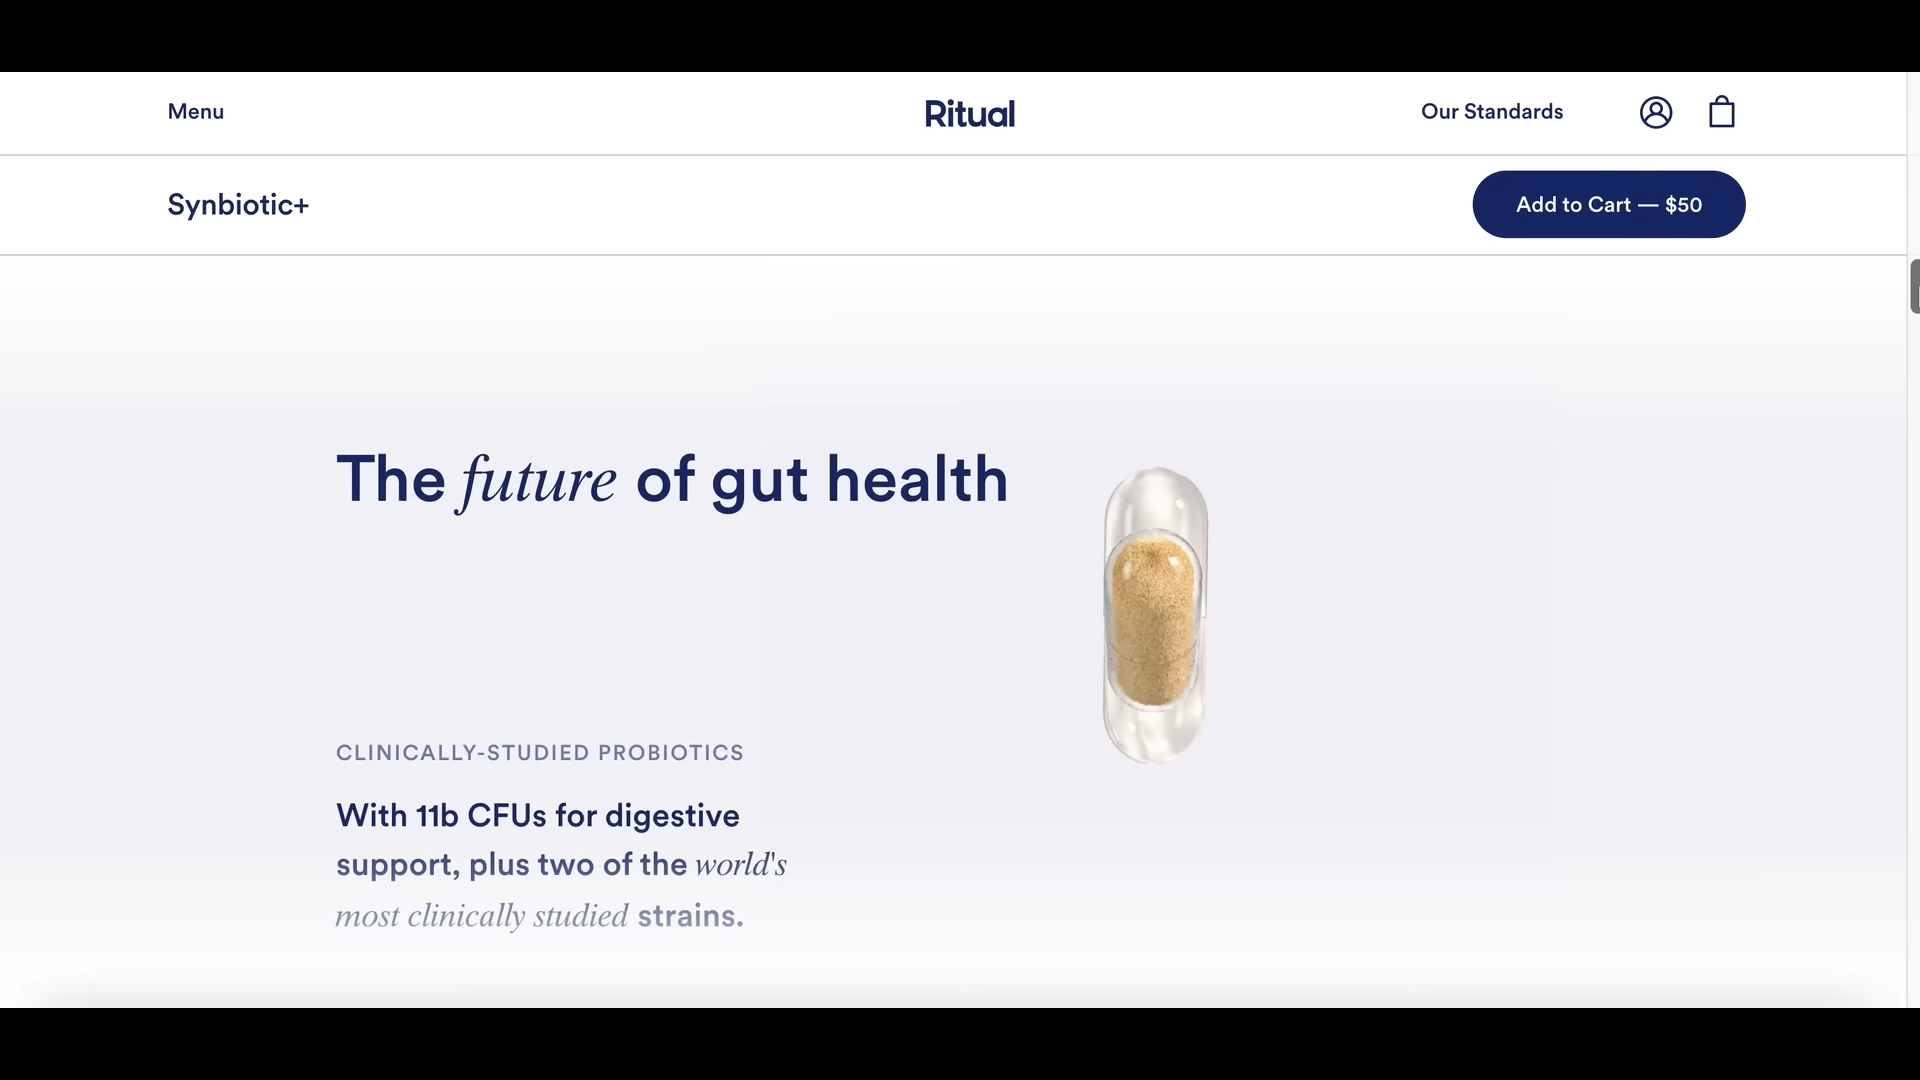 Menu
Ritual
Our Standards
Synbiotic+
Add to Cart — $50
The future of gut health
CLINICALLY-STUDIED PROBIOTICS
With 11b CFUs for digestive
support, plus two of the world's
most clinically studied strains.